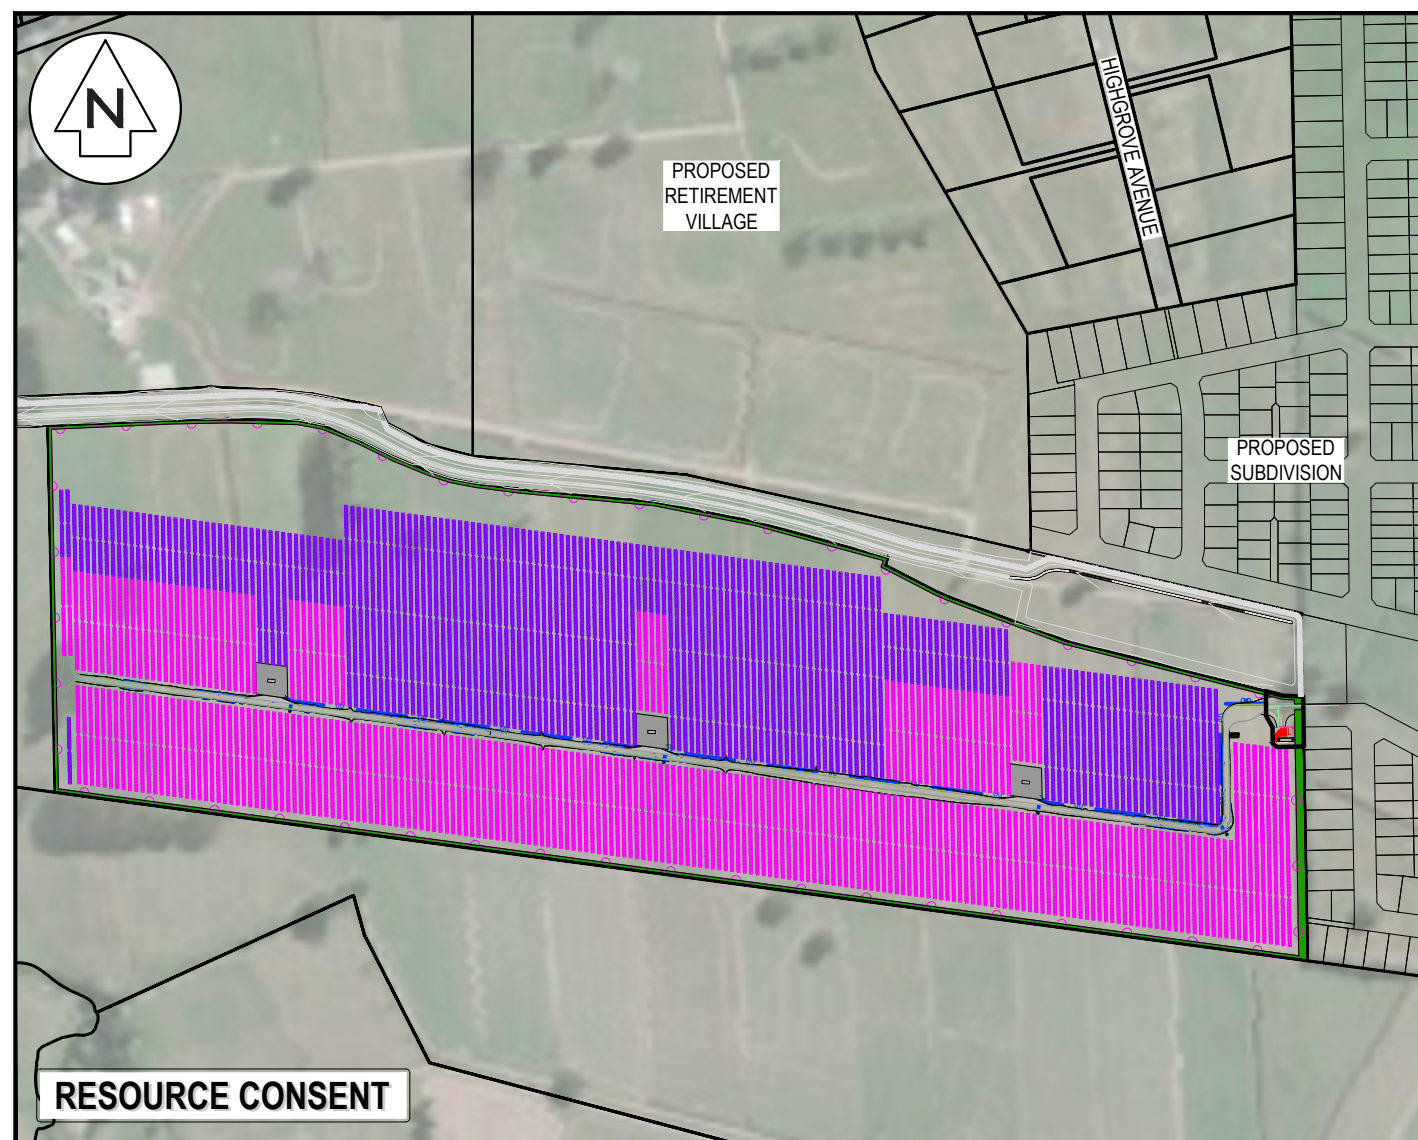 N
PROPOSED
RETIREMENT
VILLAGE
HIGHGROVE AVENUE
PROPOSED
SUBDIVISION
RESOURCE CONSENT